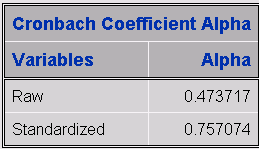 Cronbach Coefficient Alpha
Variables Alpha
Raw 0.473717
Standardized 0.757074